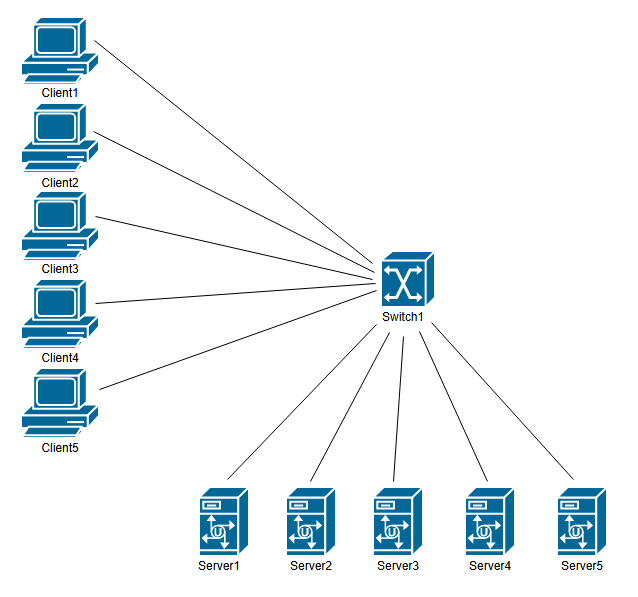 Client1
Client2
Client3
Client4
Client5
Switch1
Server1
Server2
Server3
Server4
Server5